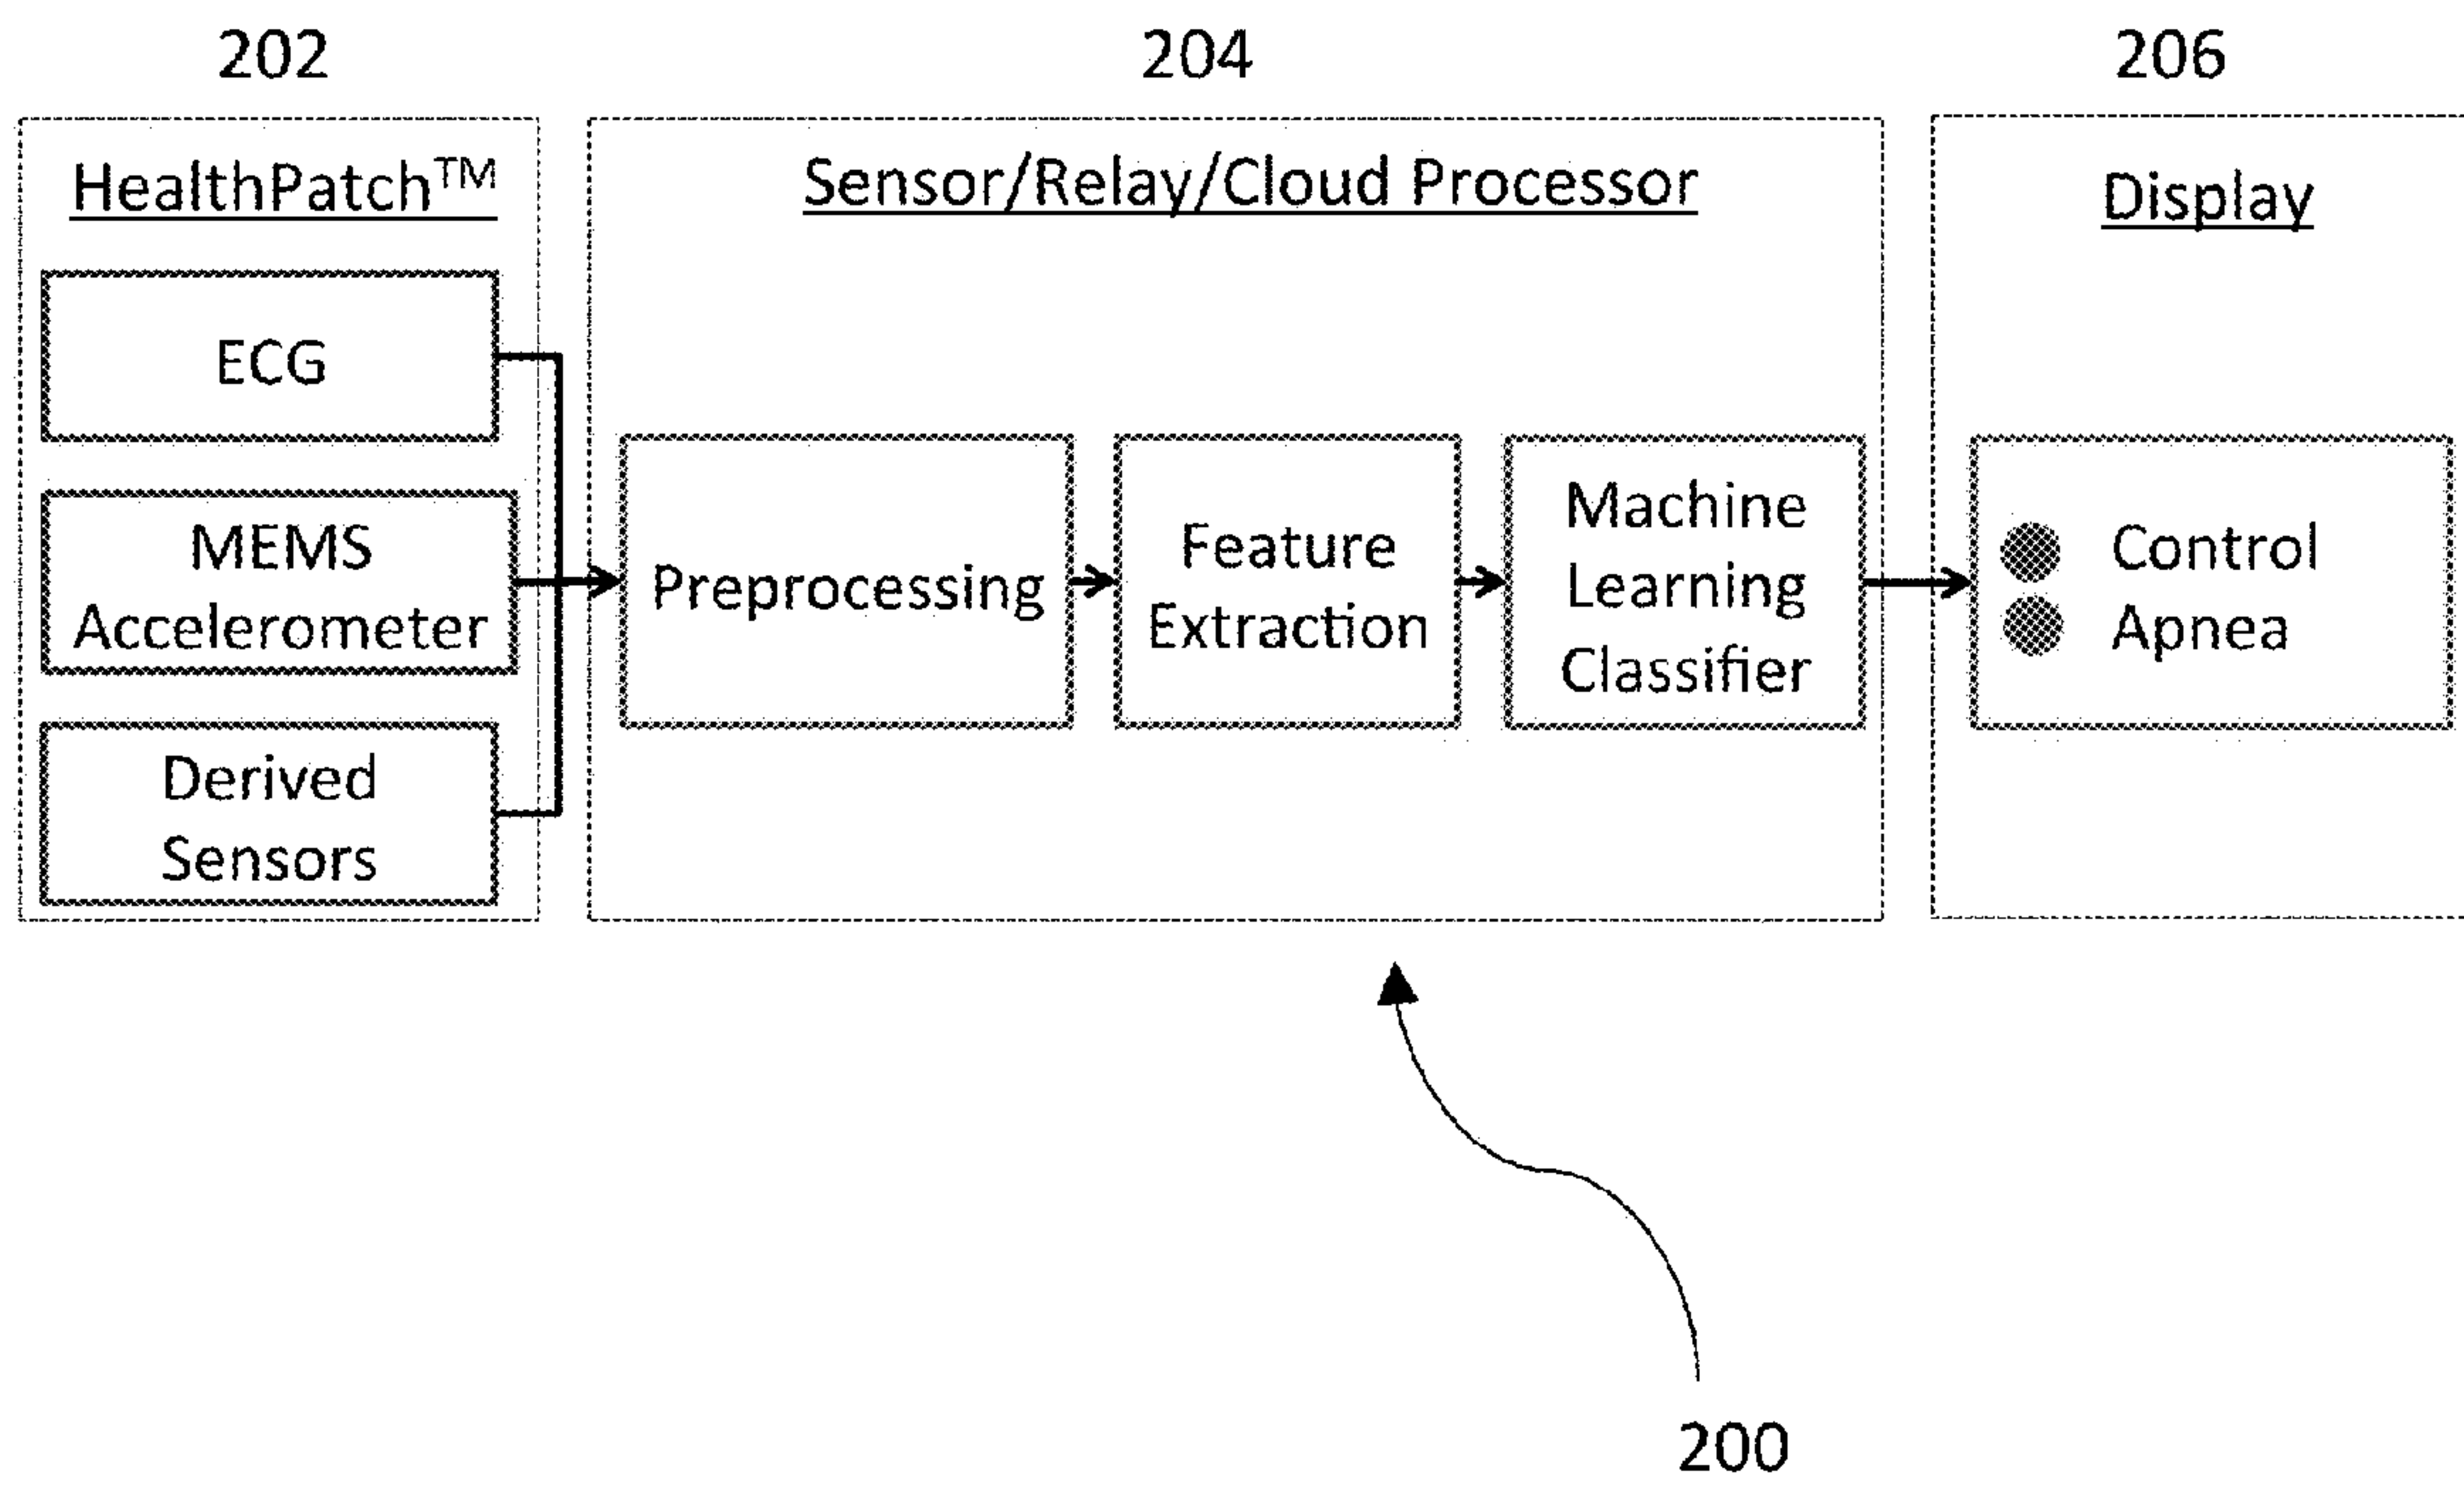 202
204
206
HealthPatch™
Sensor/Relay/Cloud Processor
Display
ECG
MEMS
Accelerometer
Derived
Sensors
Preprocessing
Feature
Extraction
Machine
Learning
Classifier
Control
Apnea
200